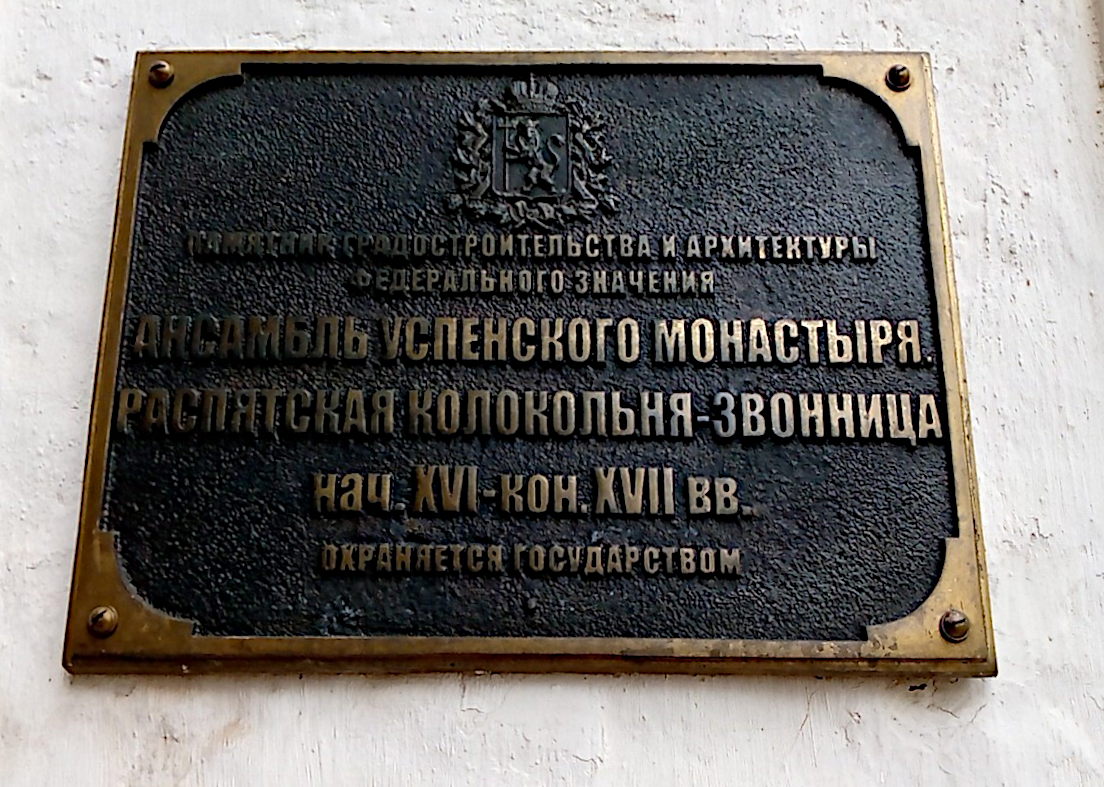 ПАМЯТНИК ГРАДОСТРОИТЕЛЬСТВА И АРХИТЕКТУРЫ
ФЕДЕРАЛЬНОГО ЗНАЧЕНИЯ
АНСАМБЛЬ УСПЕНСКОГО МОНАСТЫРЯ.
РАСПЯТСКАЯ КОЛОКОЛЬНЯ-ЗВОННИЦА
нач. XVI-кон. XVII вв..
ОХРАНЯЕТСЯ ГОСУДАРСТВОМ